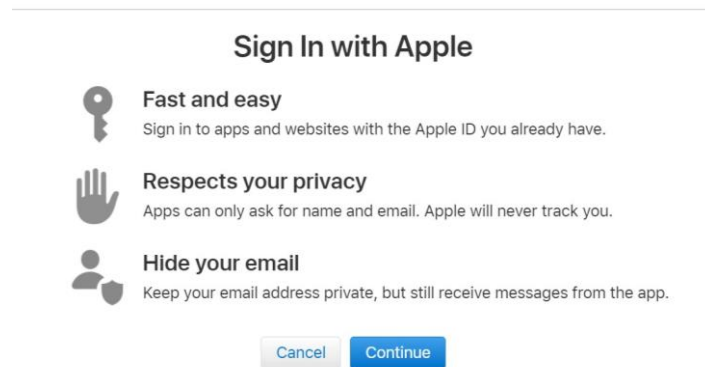 Sign In with Apple
Fast and easy
Sign in to apps and websites with the Apple ID you already have.
Respects your privacy
Apps can only ask for name and email. Apple will never track you.
Hide your email
Keep your email address private, but still receive messages from the app.
Cancel Continue